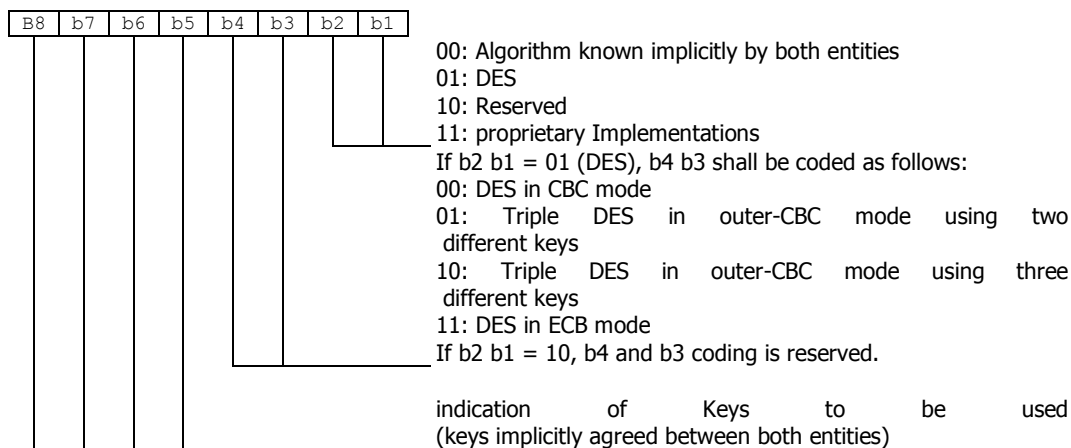 B8 b7 b6 b5 b4 b3 b2 b1
00: Algorithm known implicitly by both entities
01: DES
10: Reserved
11: proprietary Implementations
If b2 b1 = 01 (DES), b4 b3 shall be coded as follows:
00: DES in CBC mode
01: Triple DES in outer-CBC mode using two
different keys
10: Triple DES in outer-CBC mode using three
different keys
11: DES in ECB mode
If b2 b1 = 10, b4 and b3 coding is reserved.
indication of Keys to be used
(keys implicitly agreed between both entities)